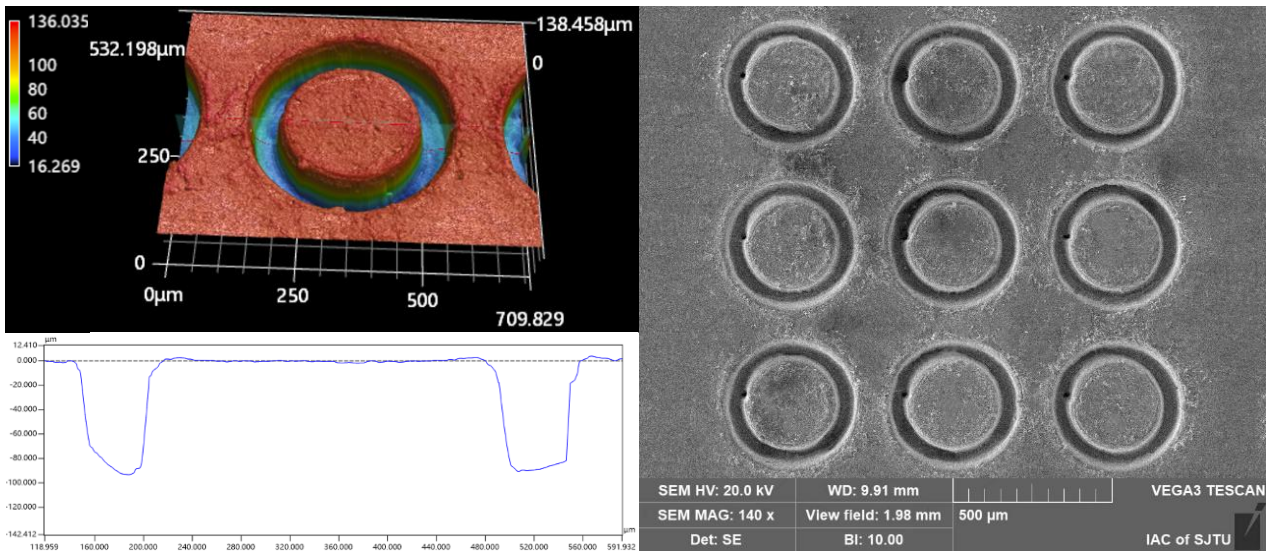 136.035
100
80
60
40
16.269
532.198μm
138.458μm
0
250
0
0μm
250
500
709.829
μm
12.410
0.000
-20.000
-40.000
-60.000
-80.000
-100.000
-120.000
-142.412
118.959 160.000 200.000 240.000 280.000 320.000 360.000 400.000 440.000 480.000 520.000 560.000 591.932
μm
SEM HV: 20.0 kV WD: 9.91 mm VEGA3 TESCAN
SEM MAG: 140 x View field: 1.98 mm 500 μm
Det: SE BI: 10.00 IAC of SJTU